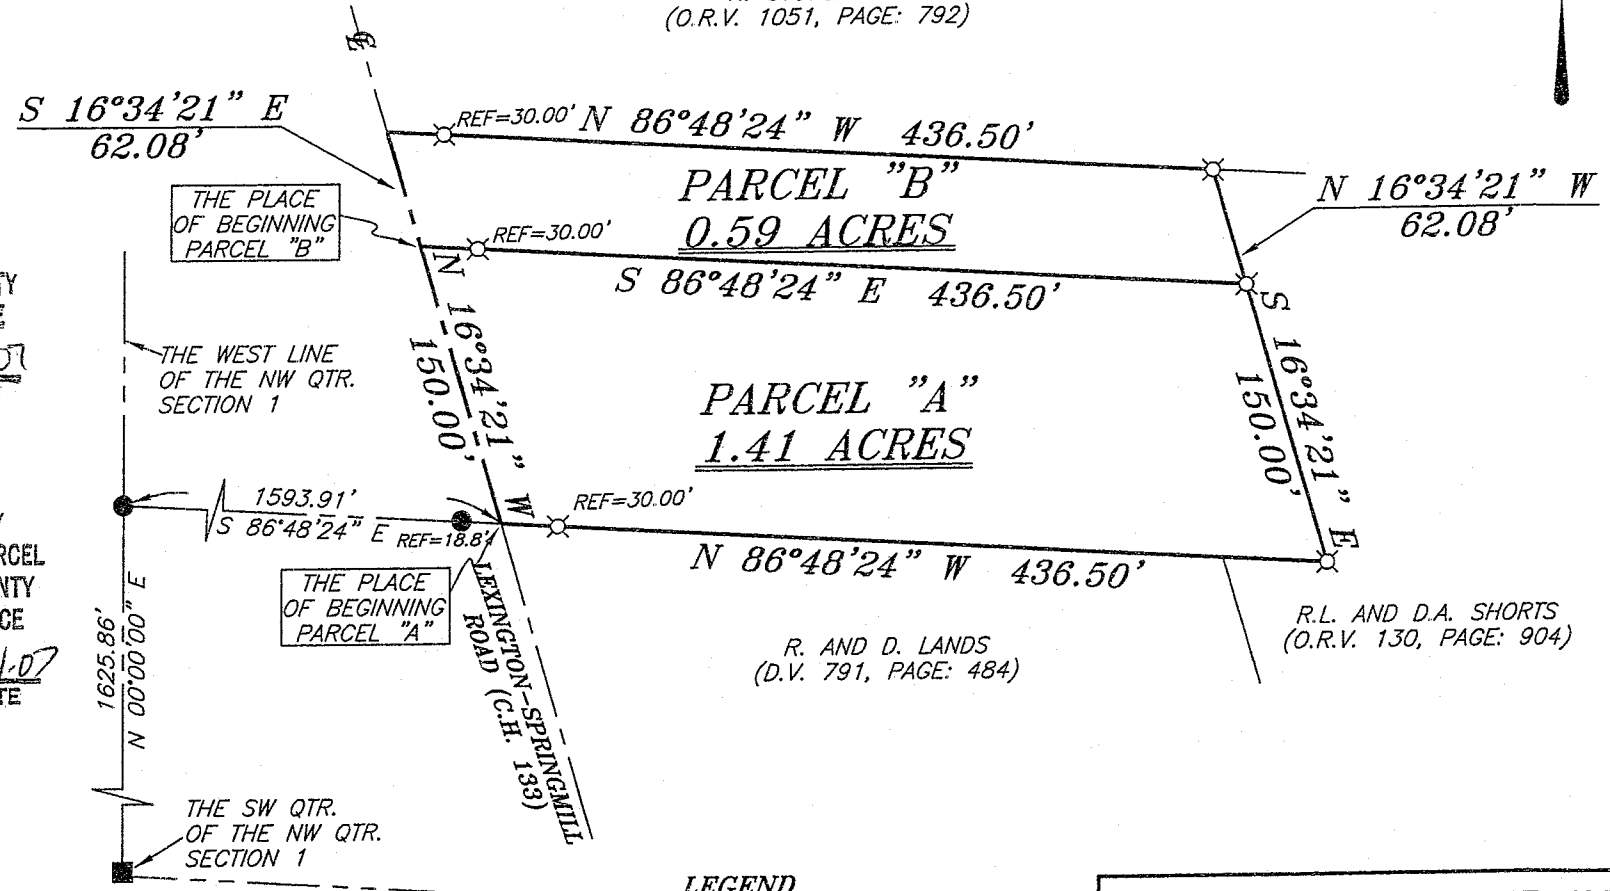 (O.R.V. 1051, PAGE: 792)
S 16°34'21" E
62.08'
REF=30.00'
N 86°48'24" W 436.50'
PARCEL "B"
0.59 ACRES
N 16°34'21" W
62.08'
THE PLACE
OF BEGINNING
PARCEL "B"
REF=30.00'
S 86°48'24" E 436.50'
N 16°34'21" W
150.00'
S 16°34'21" E
150.00'
THE WEST LINE
OF THE NW QTR.
SECTION 1
PARCEL "A"
1.41 ACRES
1593.91'
S 86°48'24" E
REF=18.8'
REF=30.00'
N 86°48'24" W 436.50'
THE PLACE
OF BEGINNING
PARCEL "A"
LEXINGTON-SPRINGMILL
ROAD (C.H. 133)
R. AND D. LANDS
(D.V. 791, PAGE: 484)
R.L. AND D.A. SHORTS
(O.R.V. 130, PAGE: 904)
1625.86'
N 00°00'00" E
THE SW QTR.
OF THE NW QTR.
SECTION 1
LEGEND